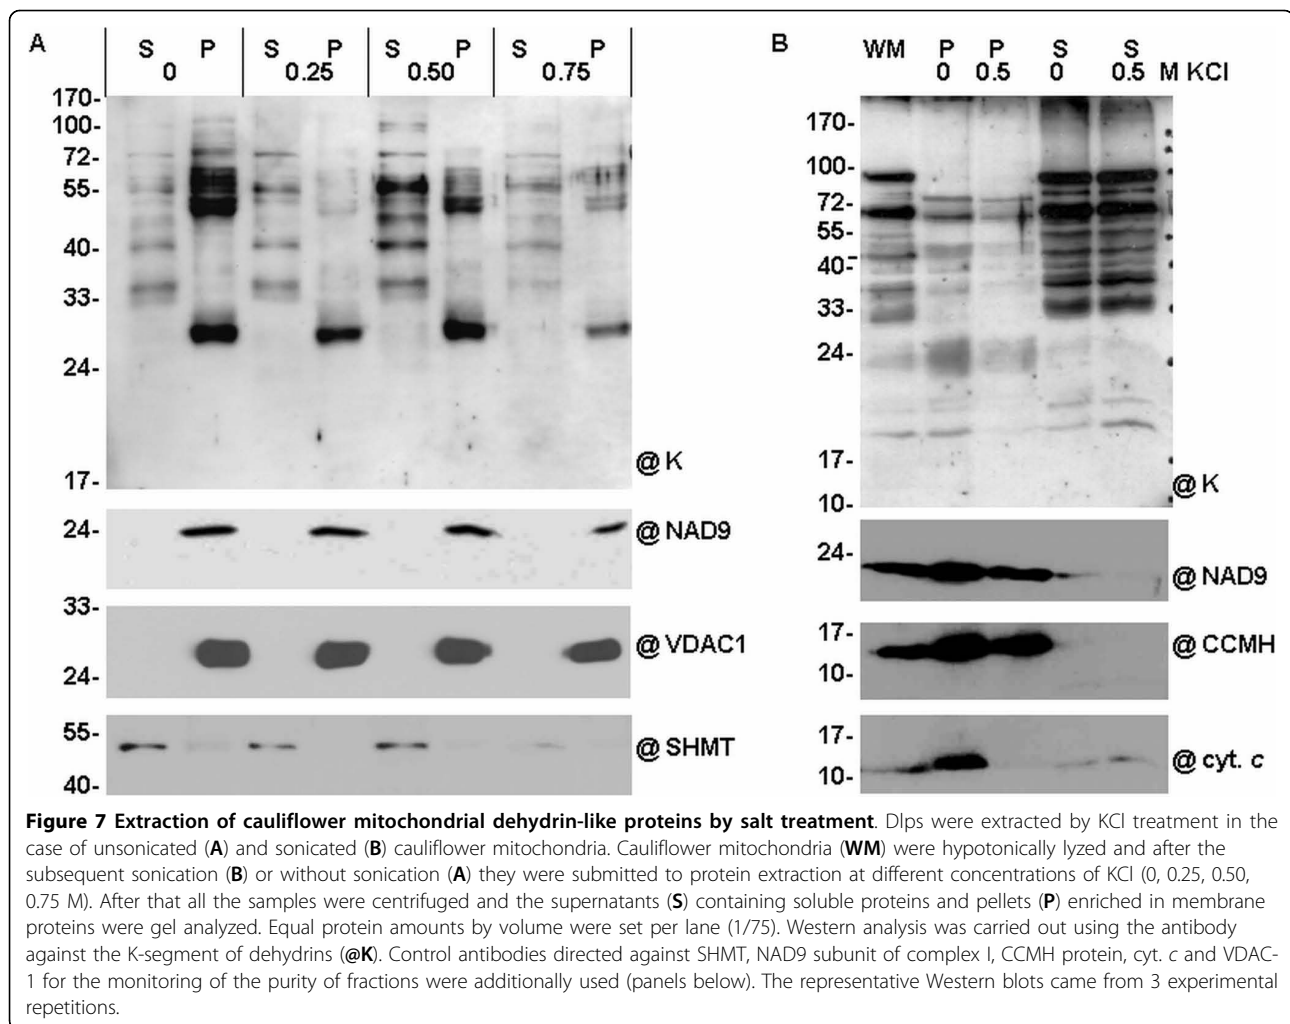 A
S P S P S P S P
0 0.25 0.50 0.75
170-
100-
72-
55-
40-
33-
24-
17-
@ K
24-
@ NAD9
33-
24-
@ VDAC1
55-
40-
@ SHMT
B
WM P P S S
0 0.5 0 0.5 M KCl
170-
100-
72-
55-
40-
33-
24-
17-
10-
@ K
24-
@ NAD9
17-
10-
@ CCMH
17-
10-
@ cyt. c
Figure 7 Extraction of cauliflower mitochondrial dehydrin-like proteins by salt treatment. Dlps were extracted by KCl treatment in the
case of unsonicated (A) and sonicated (B) cauliflower mitochondria. Cauliflower mitochondria (WM) were hypotonically lyzed and after the
subsequent sonication (B) or without sonication (A) they were submitted to protein extraction at different concentrations of KCl (0, 0.25, 0.50,
0.75 M). After that all the samples were centrifuged and the supernatants (S) containing soluble proteins and pellets (P) enriched in membrane
proteins were gel analyzed. Equal protein amounts by volume were set per lane (1/75). Western analysis was carried out using the antibody
against the K-segment of dehydrins (@K). Control antibodies directed against SHMT, NAD9 subunit of complex I, CCMH protein, cyt. c and VDAC-
1 for the monitoring of the purity of fractions were additionally used (panels below). The representative Western blots came from 3 experimental
repetitions.